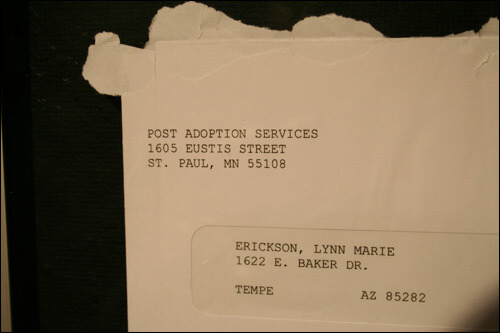 POST ADOPTION SERVICES
1605 EUSTIS STREET
ST. PAUL, MN 55108
ERICKSON, LYNN MARIE
1622 E. BAKER DR.
TEMPE AZ 85282